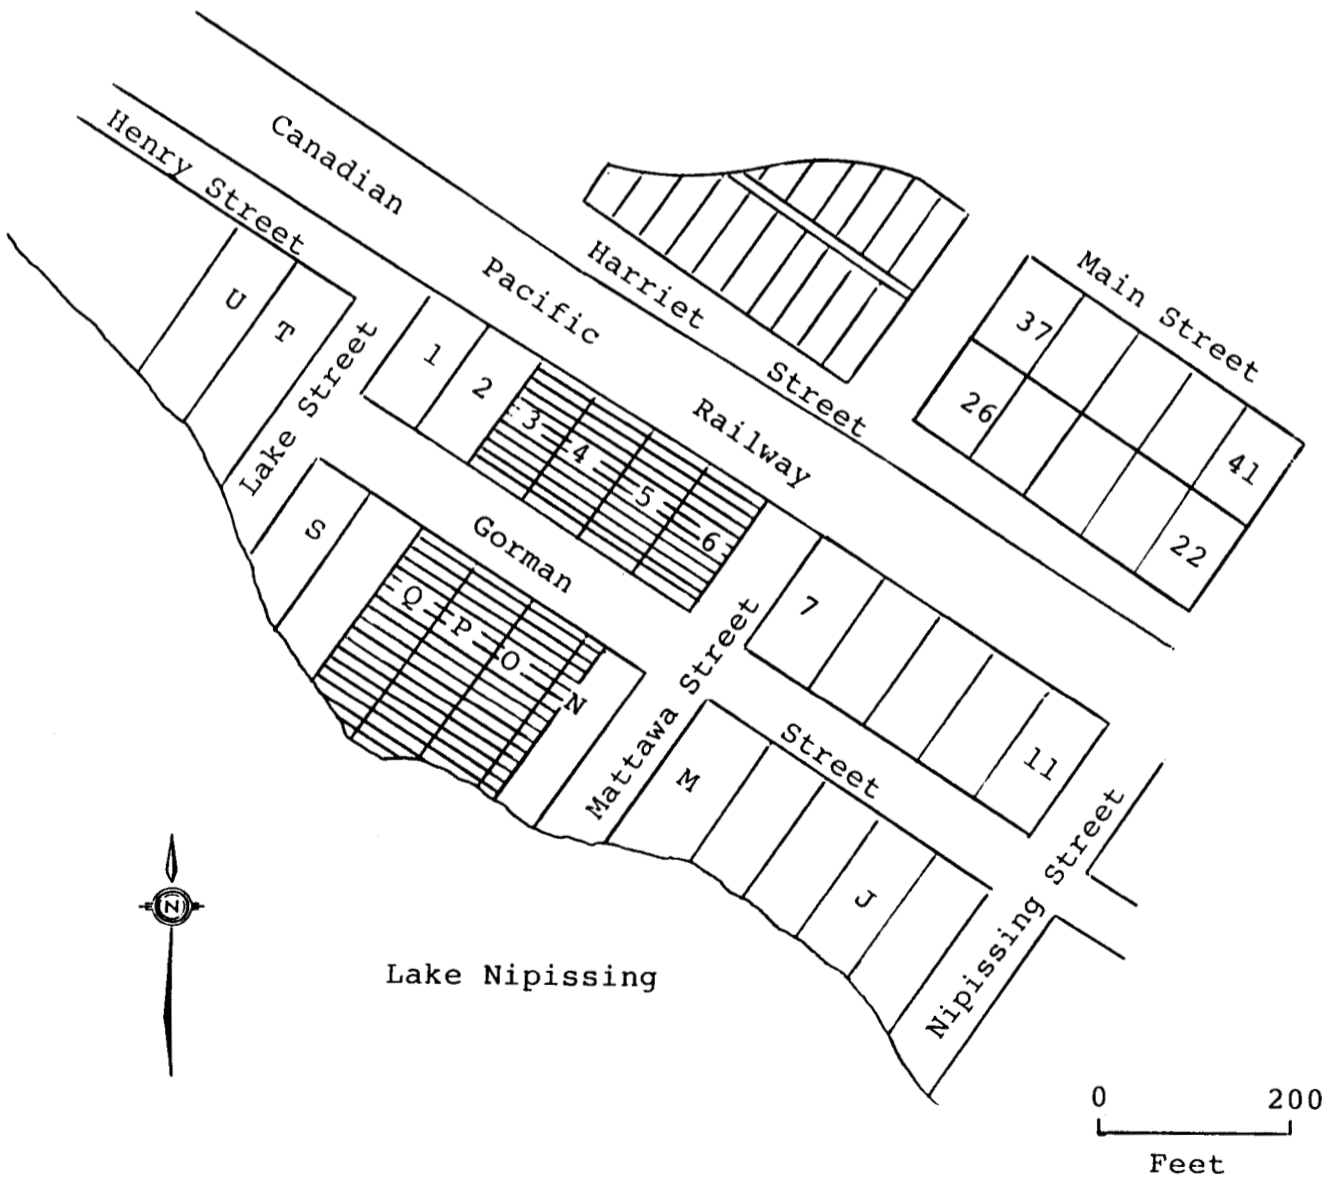 Canadian
Pacific
Railway
Henry Street
Harriet
Street
Main Street
37
26
41
22
U
T
Lake Street
1
2
3
4
5
6
7
11
Gorman
Street
S
Q
P
O
N
Mattawa Street
M
J
Nipissing Street
N
Lake Nipissing
0 200
Feet